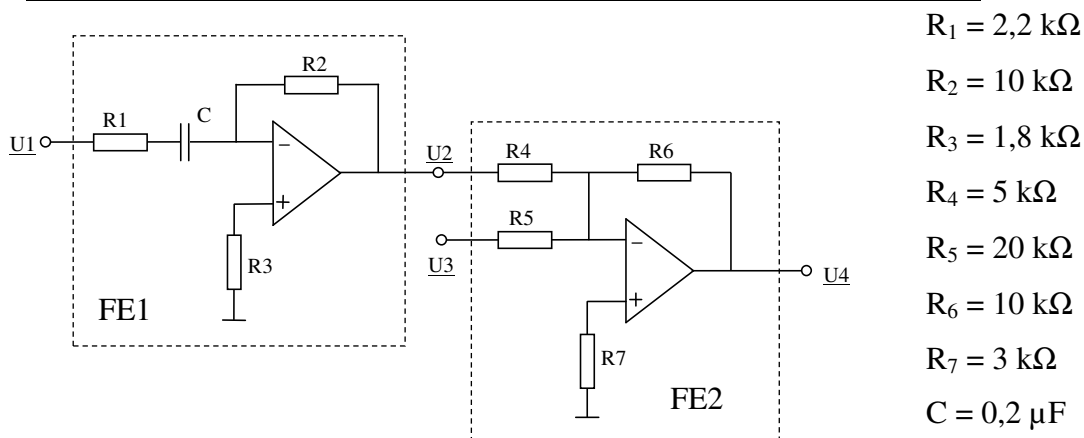 R1 = 2,2 kΩ
R2 = 10 kΩ
R3 = 1,8 kΩ
R4 = 5 kΩ
R5 = 20 kΩ
R6 = 10 kΩ
R7 = 3 kΩ
C = 0,2 µF
R2
R1
C
U1
−
+
R3
FE1
U2
R4
R6
R5
U3
−
+
U4
R7
FE2